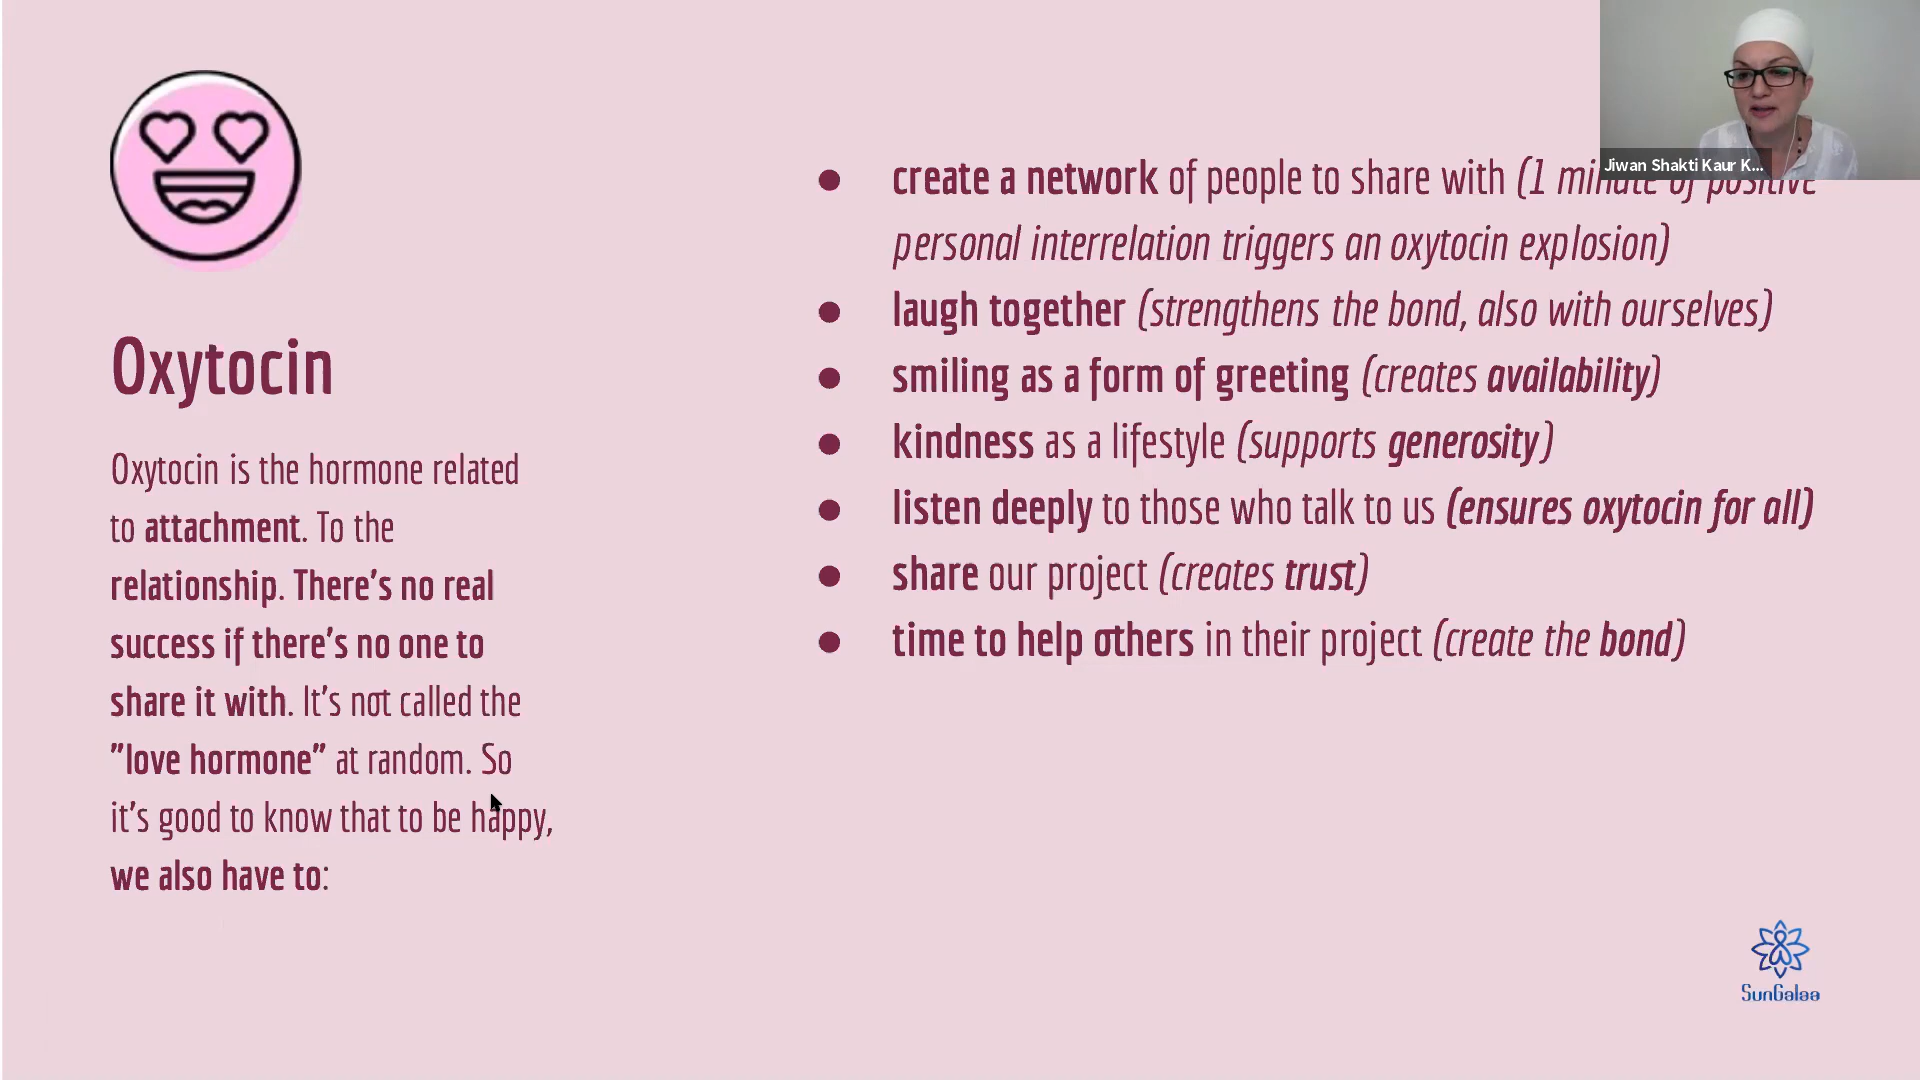 Oxytocin
Oxytocin is the hormone related
to attachment. To the
relationship. There's no real
success if there's no one to
share it with. It's not called the
"love hormone" at random. So
it's good to know that to be happy,
we also have to:
● create a network of people to share with (1 minute of positive
personal interrelation triggers an oxytocin explosion)
● laugh together (strengthens the bond, also with ourselves)
● smiling as a form of greeting (creates availability)
● kindness as a lifestyle (supports generosity)
● listen deeply to those who talk to us (ensures oxytocin for all)
● share our project (creates trust)
● time to help others in their project (create the bond)
Jiwan Shakti Kaur K...
SunGalaa